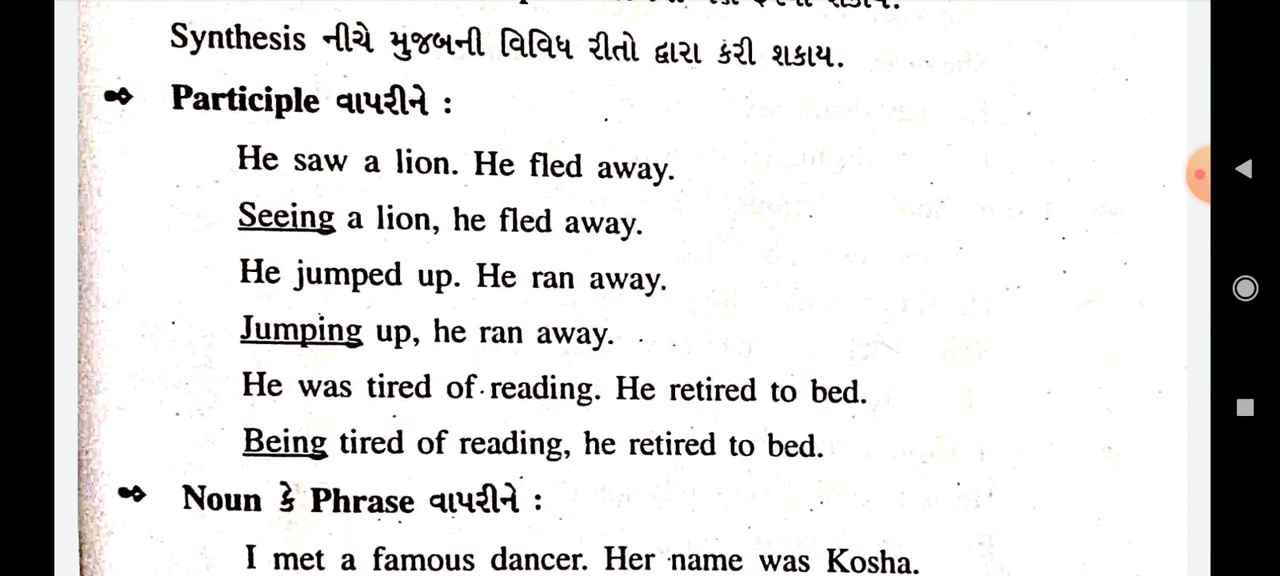 Synthesis નીચે મુજબની વિવિધ રીતો દ્વારા કરી શકાય.
Participle વાપરીને :
He saw a lion. He fled away.
Seeing a lion, he fled away.
He jumped up. He ran away.
Jumping up, he ran away.
He was tired of reading. He retired to bed.
Being tired of reading, he retired to bed.
Noun કે Phrase વાપરીને :
I met a famous dancer. Her name was Kosha.